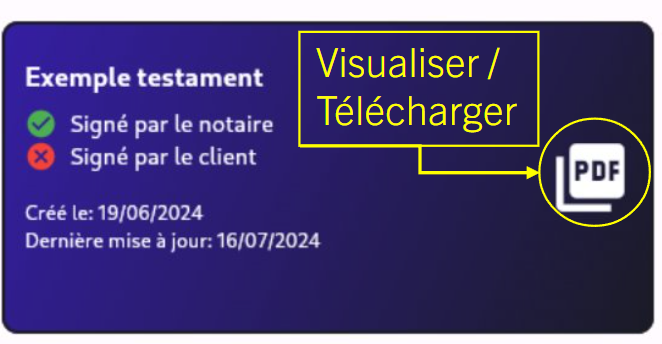 Exemple testament
Signé par le notaire
Signé par le client
Créé le: 19/06/2024
Dernière mise à jour: 16/07/2024
Visualiser /
Télécharger
PDF